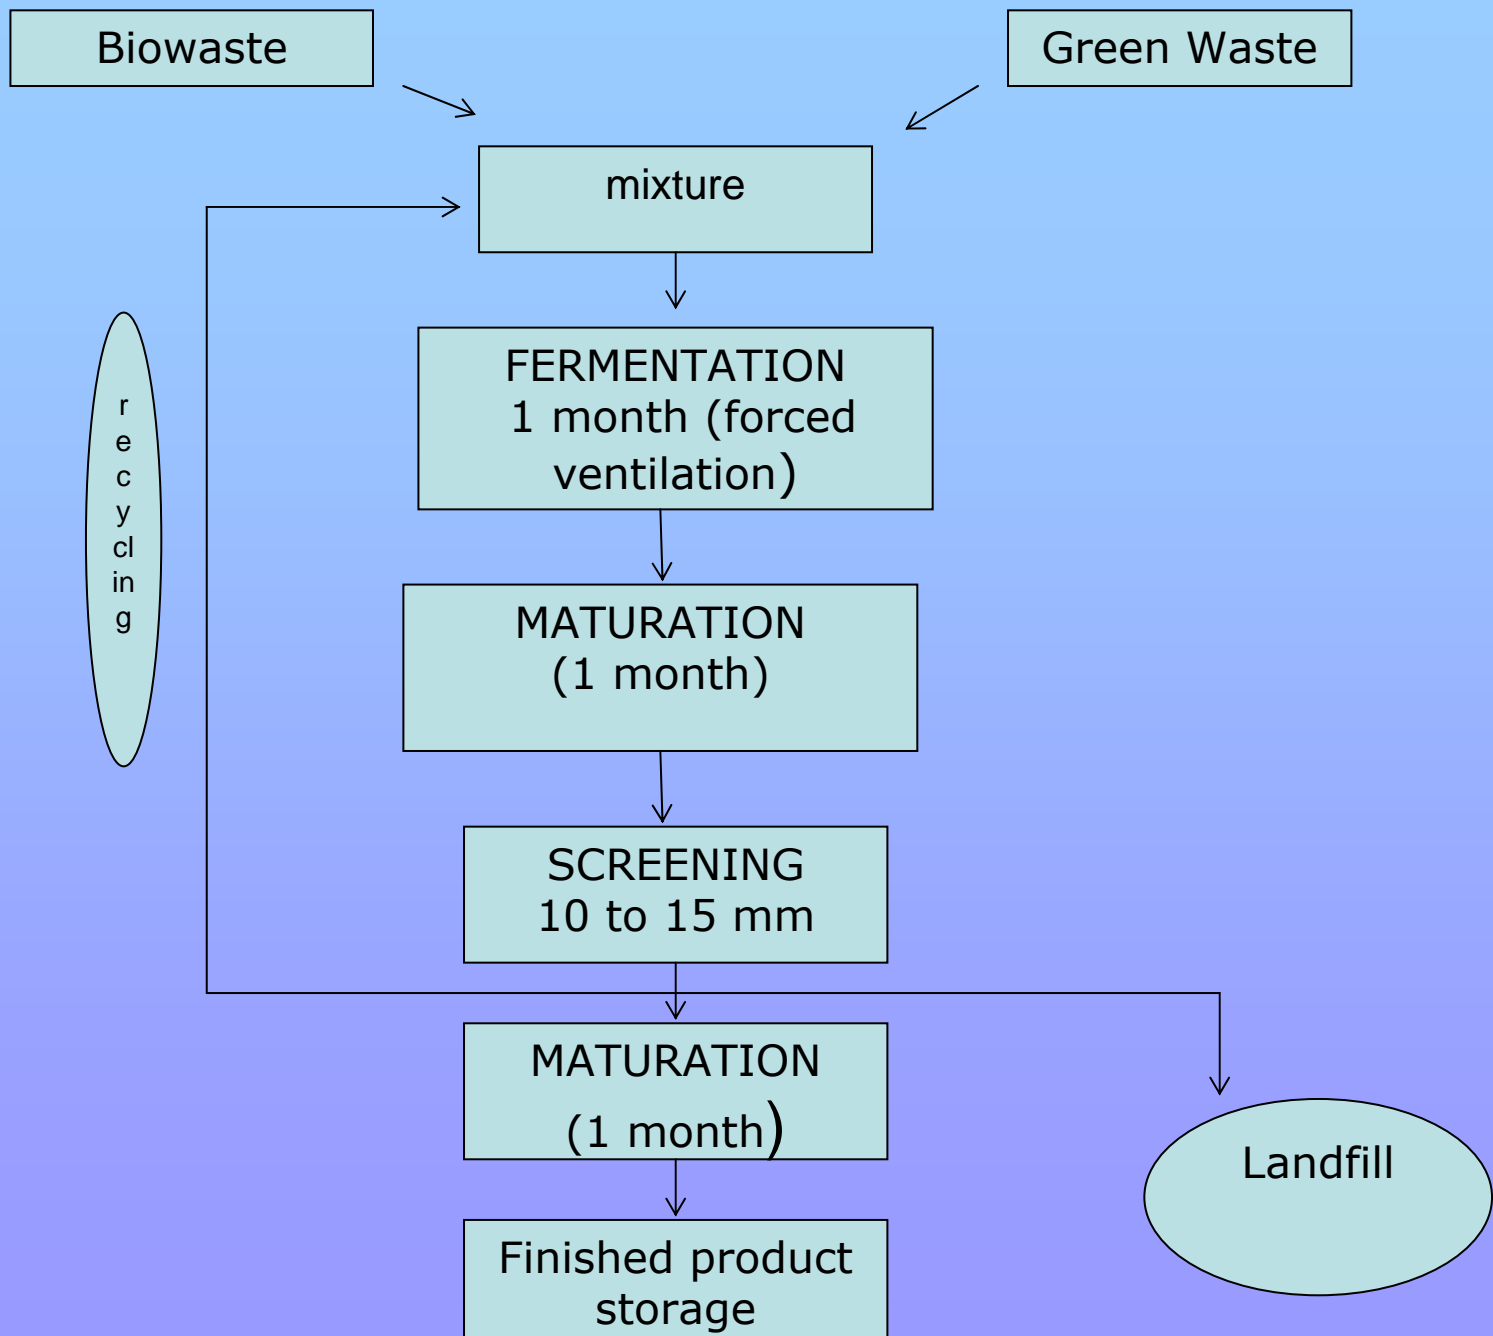 Biowaste
Green Waste
mixture
FERMENTATION
1 month (forced
ventilation)
r
e
c
y
cl
in
g
MATURATION
(1 month)
SCREENING
10 to 15 mm
MATURATION
(1 month)
Landfill
Finished product
storage